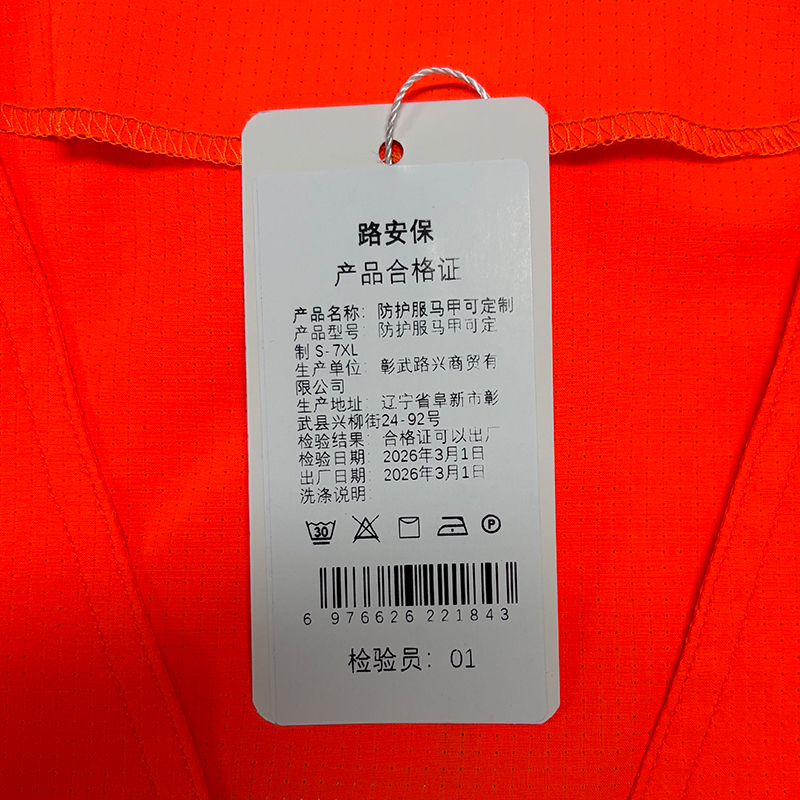 路安保
产品合格证
产品名称：防护服马甲可定制
产品型号：防护服马甲可定
制 S-7XL
生产单位：彰武路兴商贸有
限公司
生产地址：辽宁省阜新市彰
武县兴柳街24-92号
检验结果：合格证可以出厂
检验日期：2026年3月1日
出厂日期：2026年3月1日
洗涤说明：
30 P
6 976626 221843
检验员：01